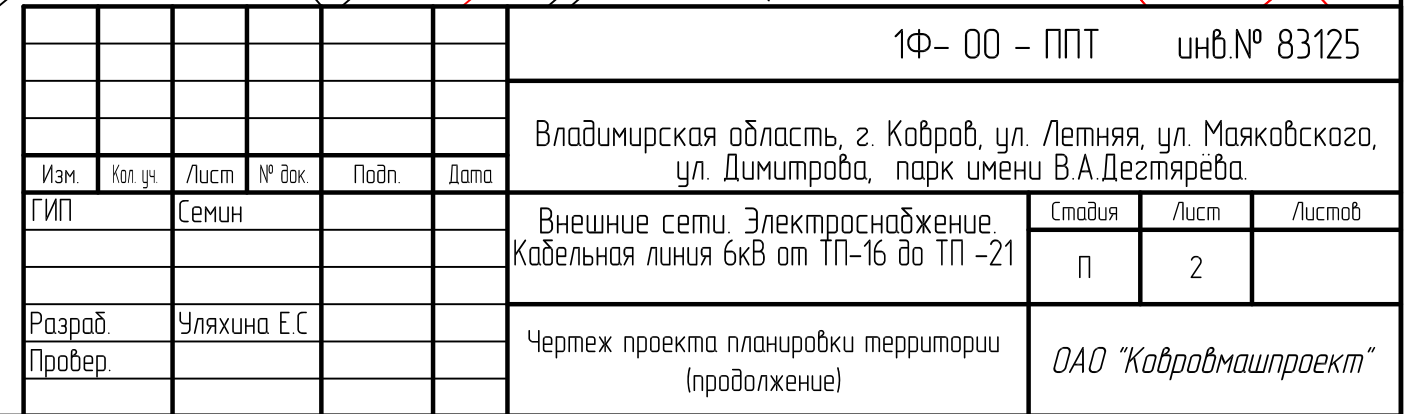 1Ф- 00 - ППТ инв.№ 83125
Владимирская область, г. Ковров, ул. Летняя, ул. Маяковского,
ул. Димитрова, парк имени В.А.Дегтярёва.
Изм. Кол. уч. Лист № док. Подп. Дата
ГИП Семин
Внешние сети. Электроснабжение.
Кабельная линия 6кВ от ТП-16 до ТП -21
Стадия Лист Листов
П 2
Разраб. Уляхина Е.С
Провер.
Чертеж проекта планировки территории
(продолжение)
ОАО "Ковровмашпроект"